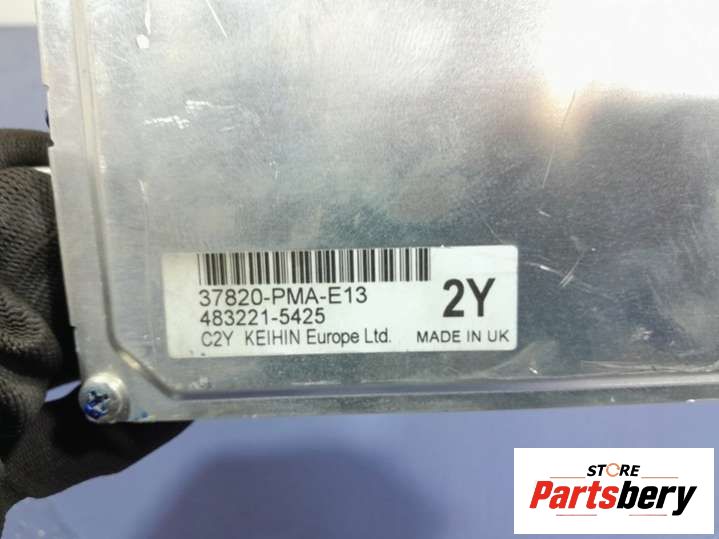 37820-PMA-E13
483221-5425
C2Y KEIHIN Europe Ltd.
2Y
MADE IN UK
STORE
Partsbery